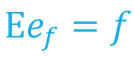 Ee_f = f